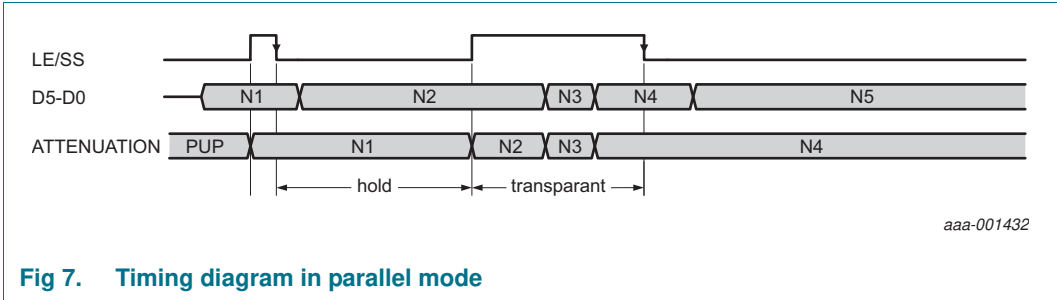 LE/SS
D5-D0 N1 N2 N3 N4 N5
ATTENUATION PUP N1 N2 N3 N4
hold transparant
aaa-001432
Fig 7. Timing diagram in parallel mode